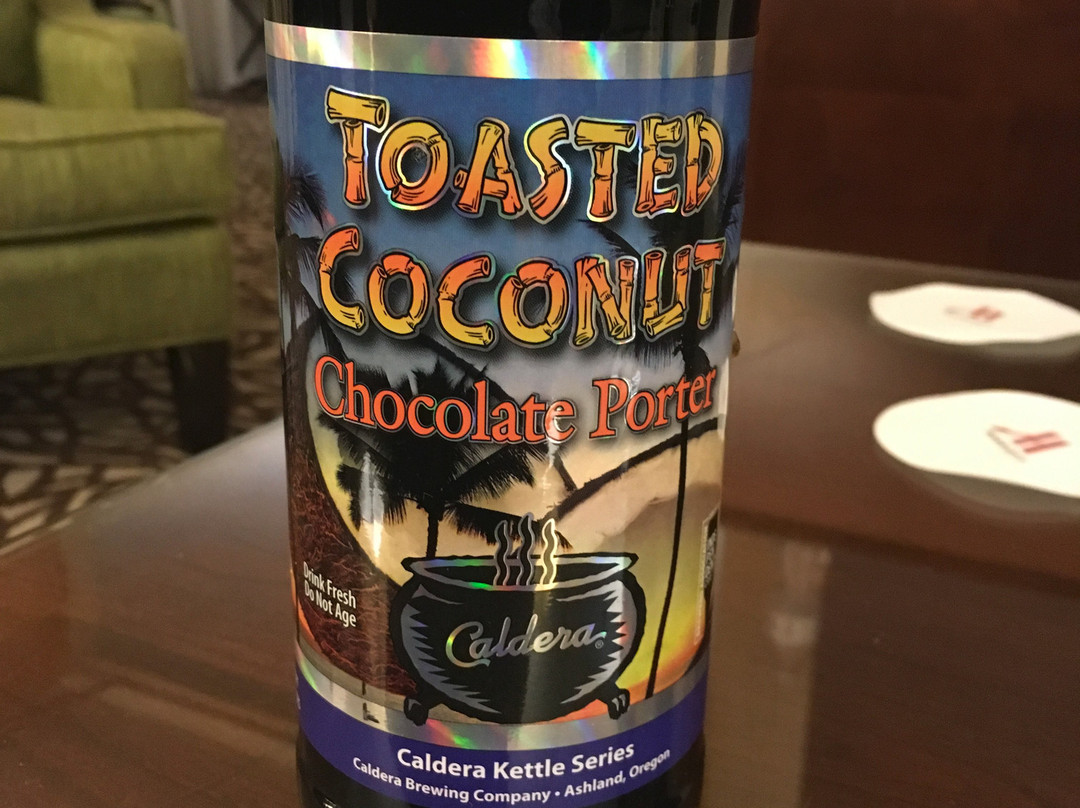 TOASTED
COCONUT
Chocolate Porter
Drink Fresh
Do Not Age
Caldera®
Caldera Kettle Series
Caldera Brewing Company • Ashland, Oregon